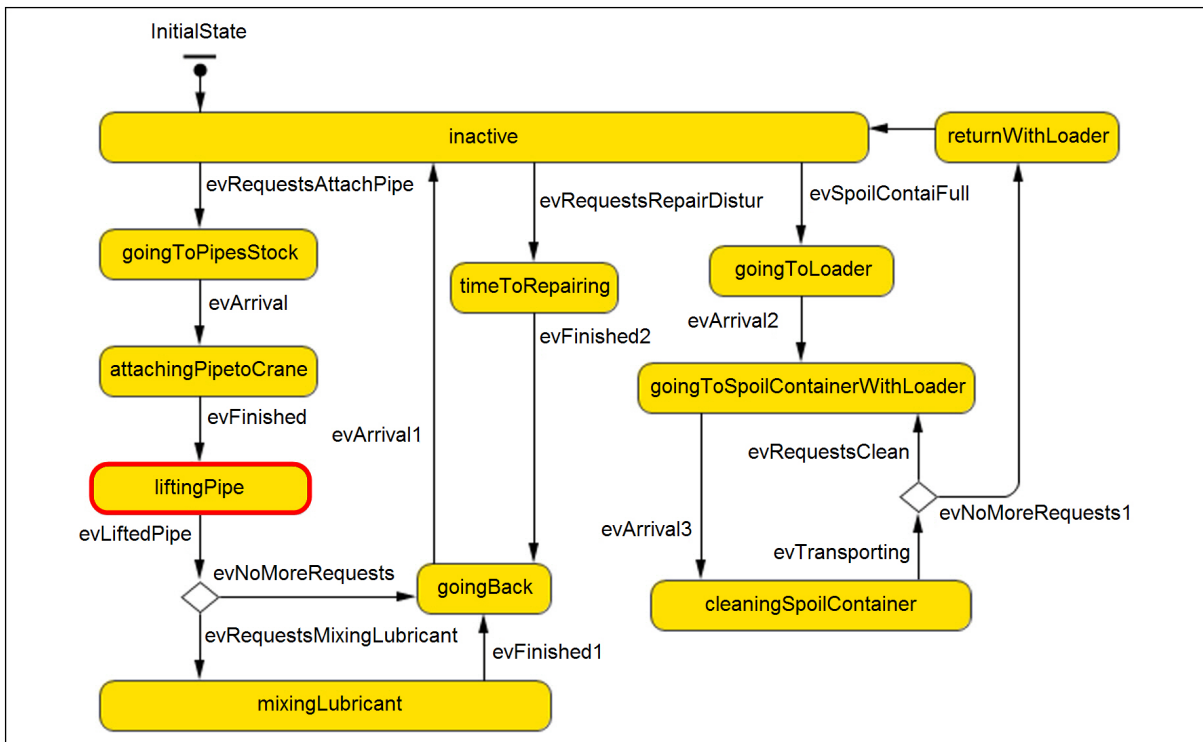 InitialState
inactive
returnWithLoader
evRequestsAttachPipe
evRequestsRepairDistur
evSpoilContaiFull
goingToPipesStock
goingToLoader
timeToRepairing
evArrival
evArrival2
evFinished2
attachingPipetoCrane
goingToSpoilContainerWithLoader
evFinished
evArrival1
evRequestsClean
liftingPipe
evNoMoreRequests1
evLiftedPipe
evArrival3
evTransporting
evNoMoreRequests
goingBack
cleaningSpoilContainer
evRequestsMixingLubricant
evFinished1
mixingLubricant